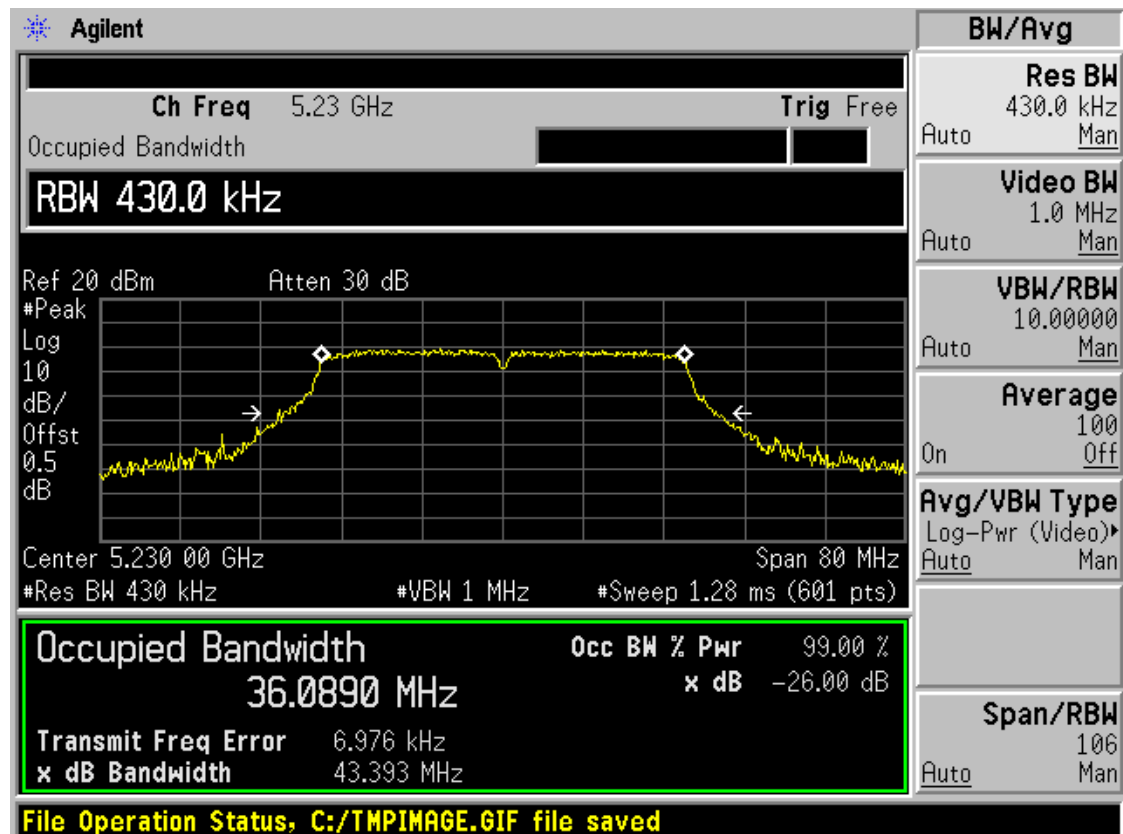 Agilent
Ch Freq 5.23 GHz Trig Free
Occupied Bandwidth
RBW 430.0 kHz
Ref 20 dBm Atten 30 dB
#Peak
Log
10
dB/
Offst
0.5
dB
Center 5.230 00 GHz Span 80 MHz
#Res BW 430 kHz #VBW 1 MHz #Sweep 1.28 ms (601 pts)
Occupied Bandwidth
36.0890 MHz
Occ BW % Pwr 99.00 %
x dB -26.00 dB
Transmit Freq Error 6.976 kHz
x dB Bandwidth 43.393 MHz
BW/Avg
Res BW
430.0 kHz
Auto Man
Video BW
1.0 MHz
Auto Man
VBW/RBW
10.00000
Auto Man
Average
100
On Off
Avg/VBW Type
Log-Pwr (Video)
Auto Man
Span/RBW
106
Auto Man
File Operation Status, C:/TMPIMAGE.GIF file saved